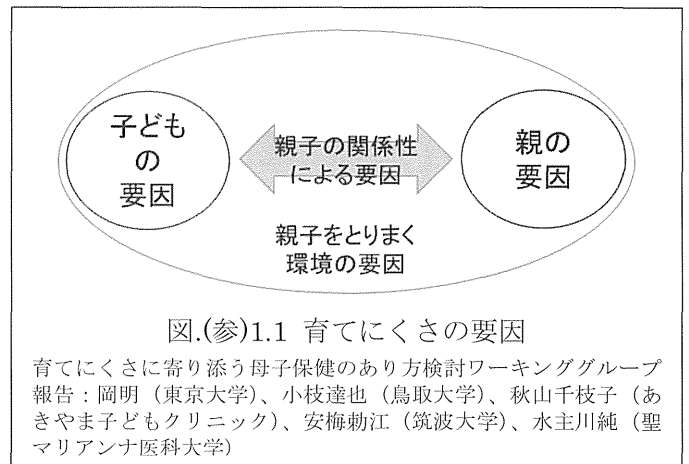 子ども
の
要因
親子の関係性
による要因
親の
要因
親子をとりまく
環境の要因
図.(参)1.1 育てにくさの要因
育てにくさに寄り添う母子保健のあり方検討ワーキンググループ
報告：岡明（東京大学）、小枝達也（鳥取大学）、秋山千枝子（あ
きやま子どもクリニック）、安梅勅江（筑波大学）、水主川純（聖
マリアンナ医科大学）